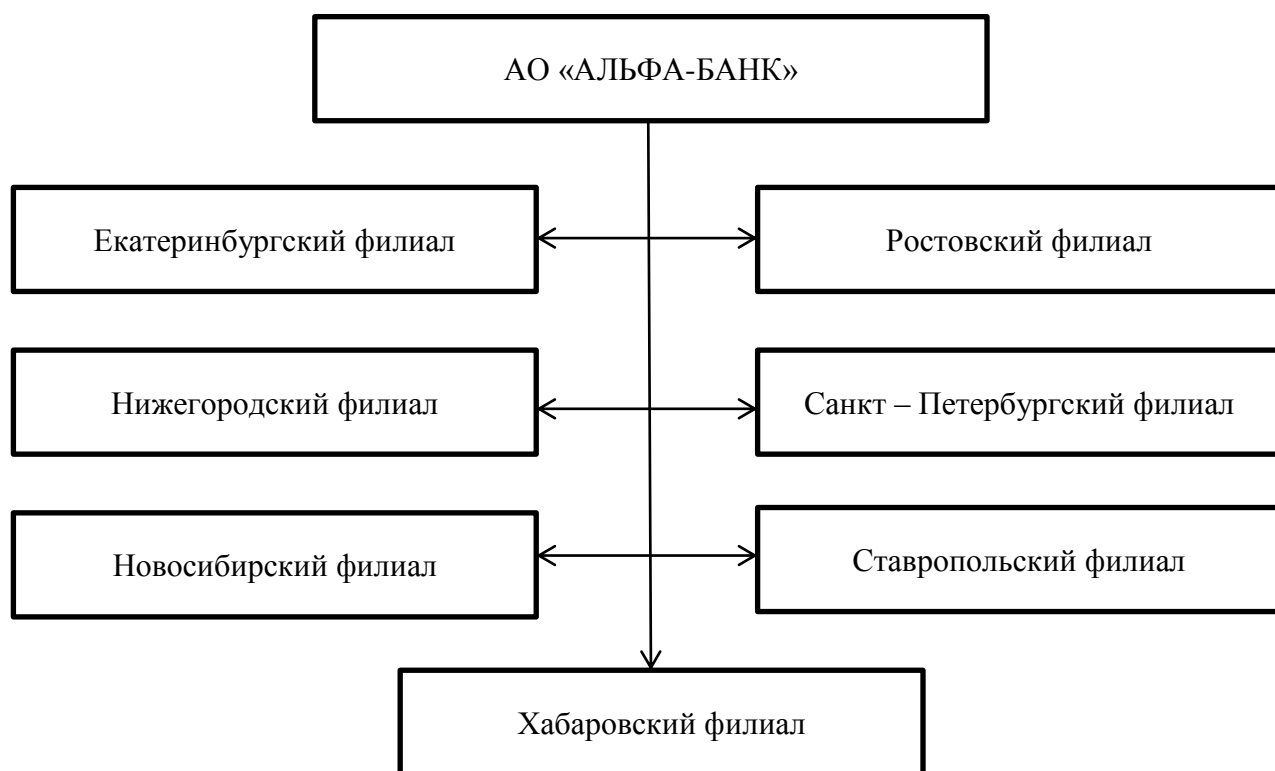 АО «АЛЬФА-БАНК»
Екатеринбургский филиал
Ростовский филиал
Нижегородский филиал
Санкт – Петербургский филиал
Новосибирский филиал
Ставропольский филиал
Хабаровский филиал